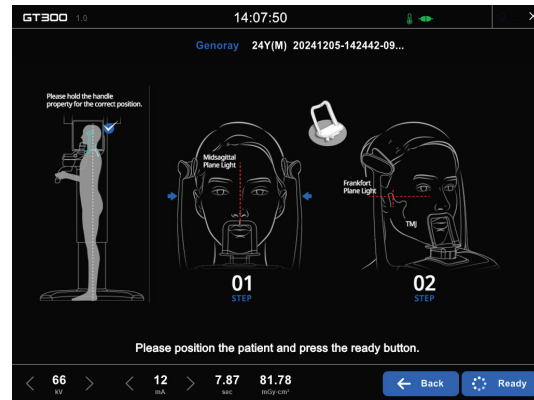 GT300 1.0
14:07:50
Genoray 24Y(M) 20241205-142442-09...
Please hold the handle
property for the correct position.
Midsagittal
Plane Light
Frankfort
Plane Light
TMJ
01
STEP
02
STEP
Please position the patient and press the ready button.
66
kV
12
mA
7.87
sec
81.78
mGy·cm²
Back
Ready